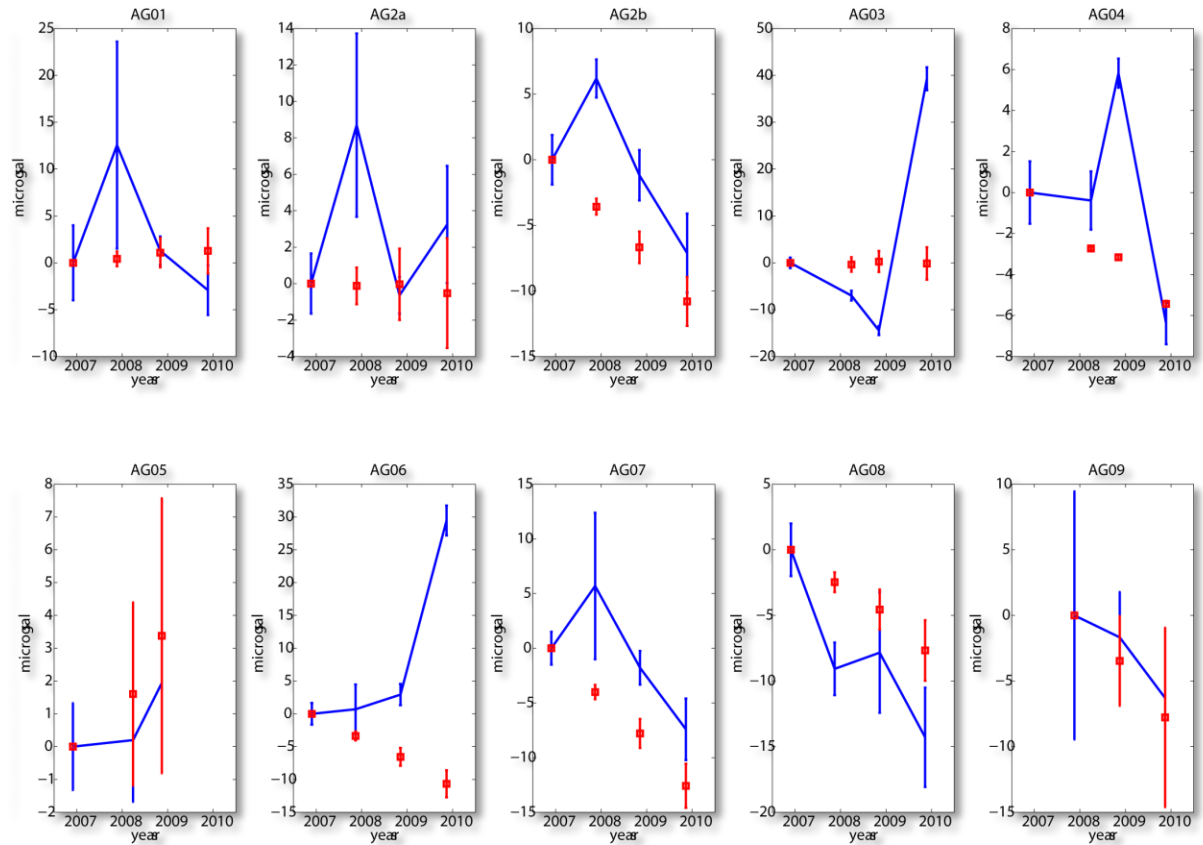 AG01 AG2a AG2b AG03 AG04
25 14 50 8
20 12 10 40 6
15 10 5 30 4
10 8 0 20 2
5 6 −5 10 0
0 4 −10 0 −2
−5 2 −15 −10 −4
−10 0 −20 −6
−2 −8
−4
microgal microgal microgal microgal microgal
2007 2008 2009 2010 2007 2008 2009 2010 2007 2008 2009 2010 2007 2008 2009 2010 2007 2008 2009 2010
year year year year year
AG05 AG06 AG07 AG08 AG09
8 35 15 5 10
7 30 10 0 5
6 25 5 −5 0
5 20 0 −10 −5
4 15 −5 −15 −10
3 10 −10 −20 −15
2 5 −15
1 0
0 −5
−1 −10
−2 −15
microgal microgal microgal microgal microgal
2007 2008 2009 2010 2007 2008 2009 2010 2007 2008 2009 2010 2007 2008 2009 2010 2007 2008 2009 2010
year year year year year